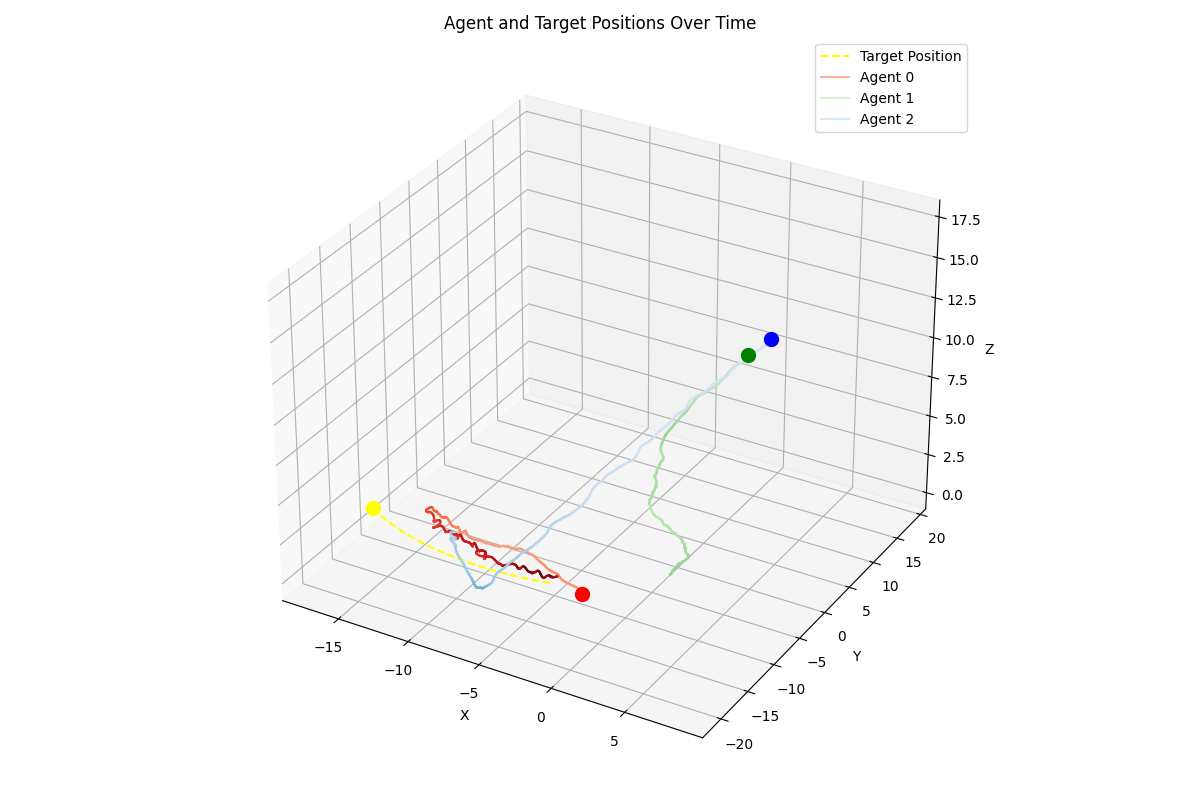 Agent and Target Positions Over Time
Target Position
Agent 0
Agent 1
Agent 2
17.5
15.0
12.5
10.0
7.5
5.0
2.5
0.0
Z
20
15
10
5
0
−5
−10
−15
−20
Y
−15
−10
−5
0
5
X